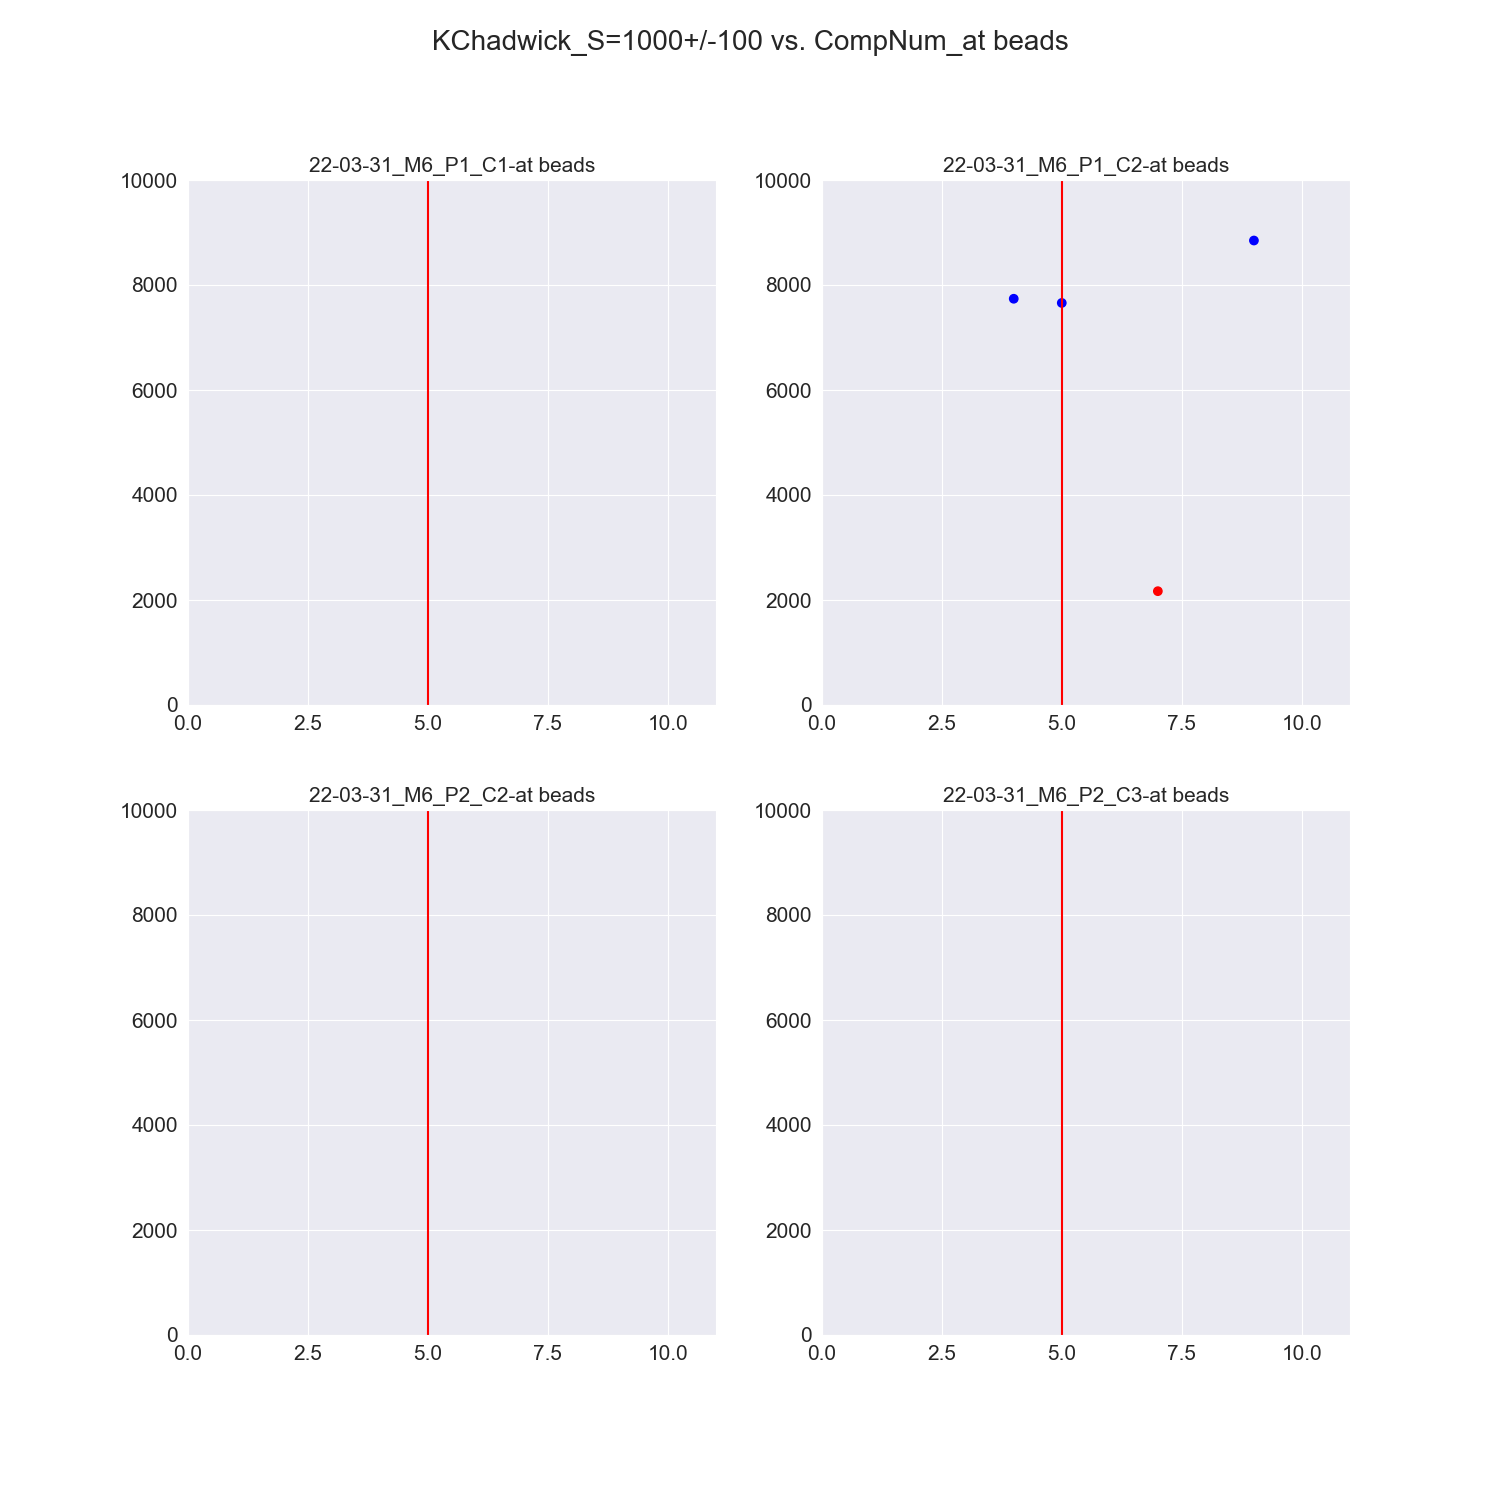 KChadwick_S=1000+/-100 vs. CompNum_at beads
22-03-31_M6_P1_C1-at beads
10000
8000
6000
4000
2000
0
0.0 2.5 5.0 7.5 10.0
22-03-31_M6_P1_C2-at beads
10000
8000
6000
4000
2000
0
0.0 2.5 5.0 7.5 10.0
22-03-31_M6_P2_C2-at beads
10000
8000
6000
4000
2000
0
0.0 2.5 5.0 7.5 10.0
22-03-31_M6_P2_C3-at beads
10000
8000
6000
4000
2000
0
0.0 2.5 5.0 7.5 10.0